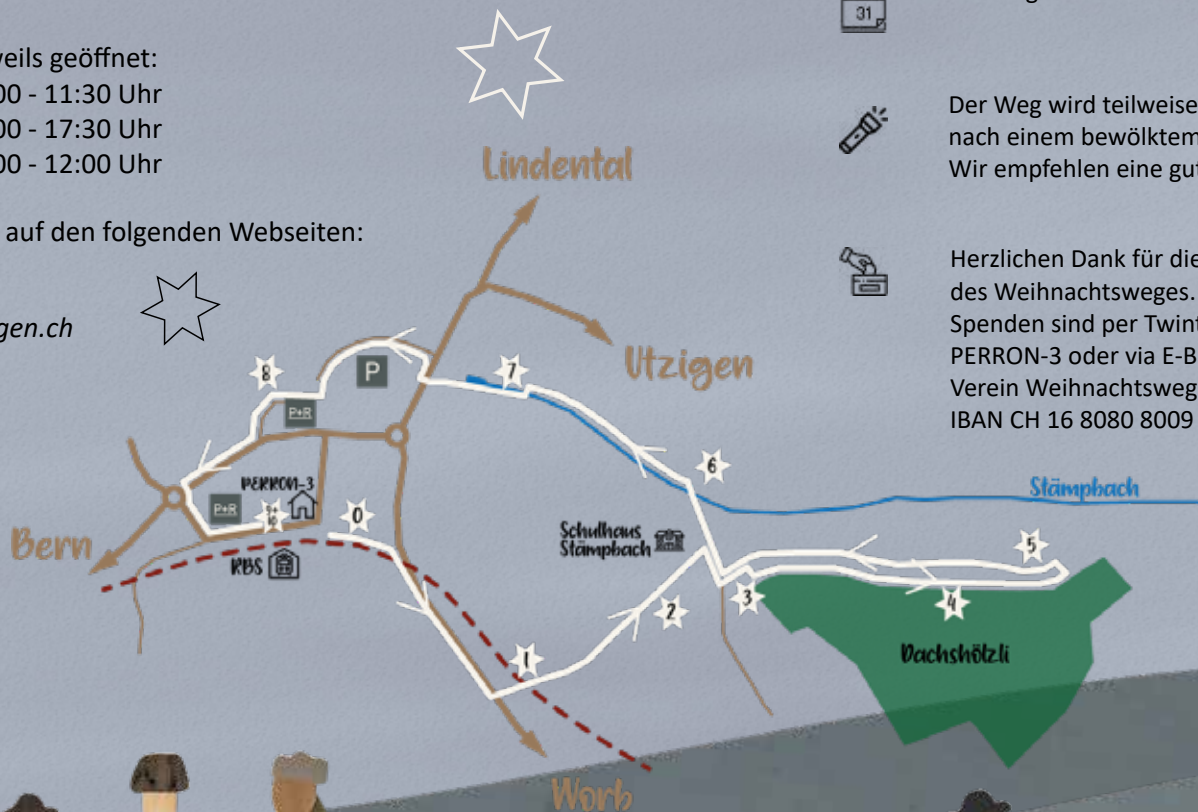 weils geöffnet:
00 - 11:30 Uhr
00 - 17:30 Uhr
00 - 12:00 Uhr
auf den folgenden Webseiten:
gen.ch
31
Der Weg wird teilweise
nach einem bewölktem
Wir empfehlen eine gut
Herzlichen Dank für die
des Weihnachtsweges.
Spenden sind per Twint
PERRON-3 oder via E-B
Verein Weihnachtsweg
IBAN CH 16 8080 8009
Lindental
Utzigen
P
8
7
P+R
6
PERRON-3
P+R
10
0
Stämpbach
Bern
RBS
Schulhaus
Stämpbach
5
3
4
2
Dachshölzli
1
Worb